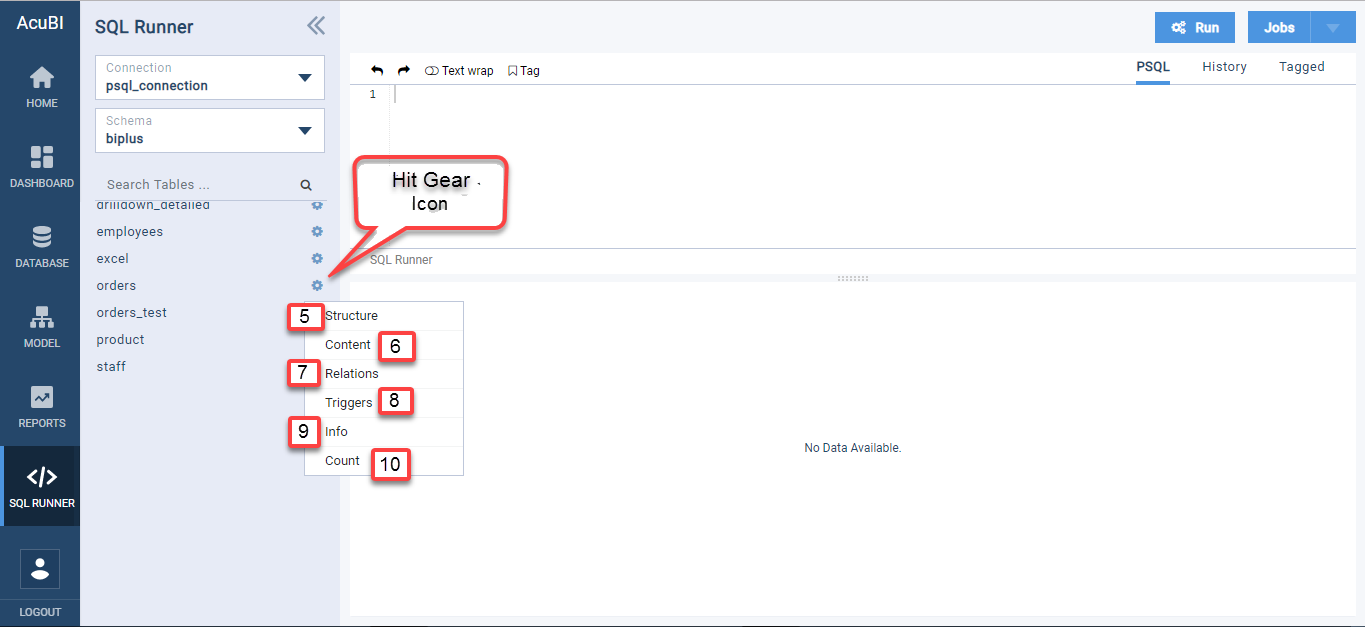 AcuBI
HOME
DASHBOARD
DATABASE
MODEL
REPORTS
SQL RUNNER
LOGOUT
SQL Runner
Connection
psql_connection
Schema
biplus
Search Tables ...
drilldown_detailed
employees
excel
orders
orders_test
product
staff
Hit Gear
Icon
5 Structure
Content 6
7 Relations
Triggers 8
9 Info
Count 10
Run
Jobs
Text wrap Tag
PSQL History Tagged
1
SQL Runner
No Data Available.